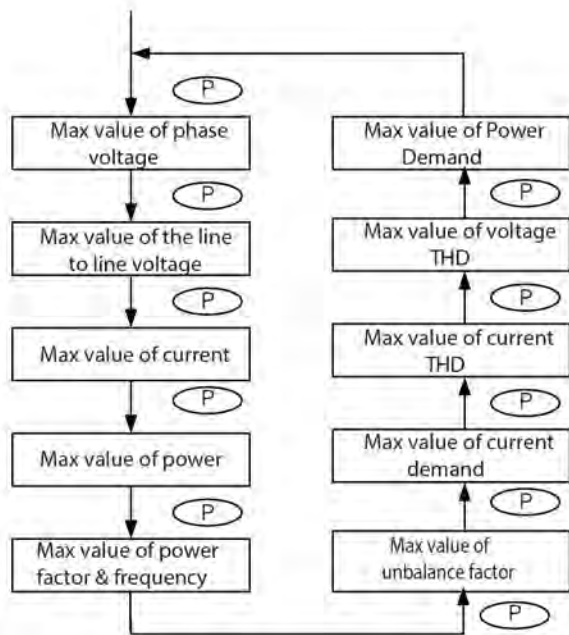 P
Max value of phase
voltage
P
Max value of the line
to line voltage
P
Max value of current
P
Max value of power
P
Max value of power
factor & frequency
P
Max value of
unbalance factor
P
Max value of current
demand
P
Max value of current
THD
P
Max value of voltage
THD
P
Max value of Power
Demand